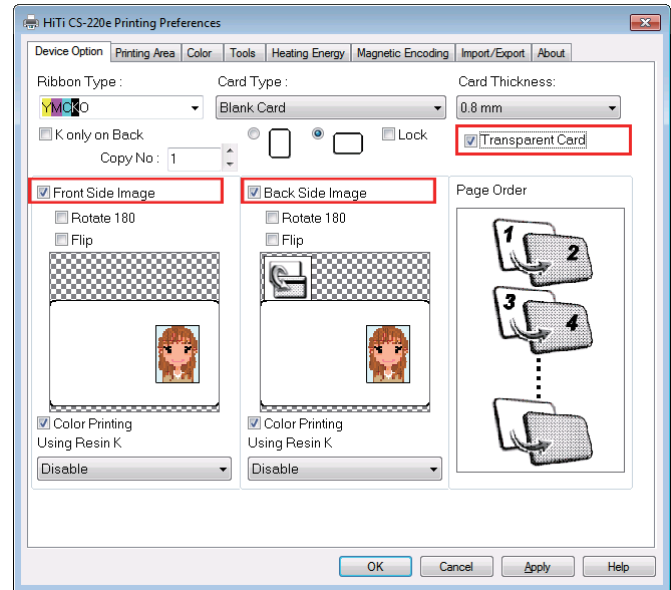 HiTi CS-220e Printing Preferences
Device Option Printing Area Color Tools Heating Energy Magnetic Encoding Import/Export About
Ribbon Type : Card Type : Card Thickness:
YMCKO Blank Card 0.8 mm
K only on Back Lock Transparent Card
Copy No : 1
Front Side Image Back Side Image Page Order
Rotate 180 Rotate 180
Flip Flip
1 2
3 4
Color Printing Color Printing
Using Resin K Using Resin K
Disable Disable
OK Cancel Apply Help